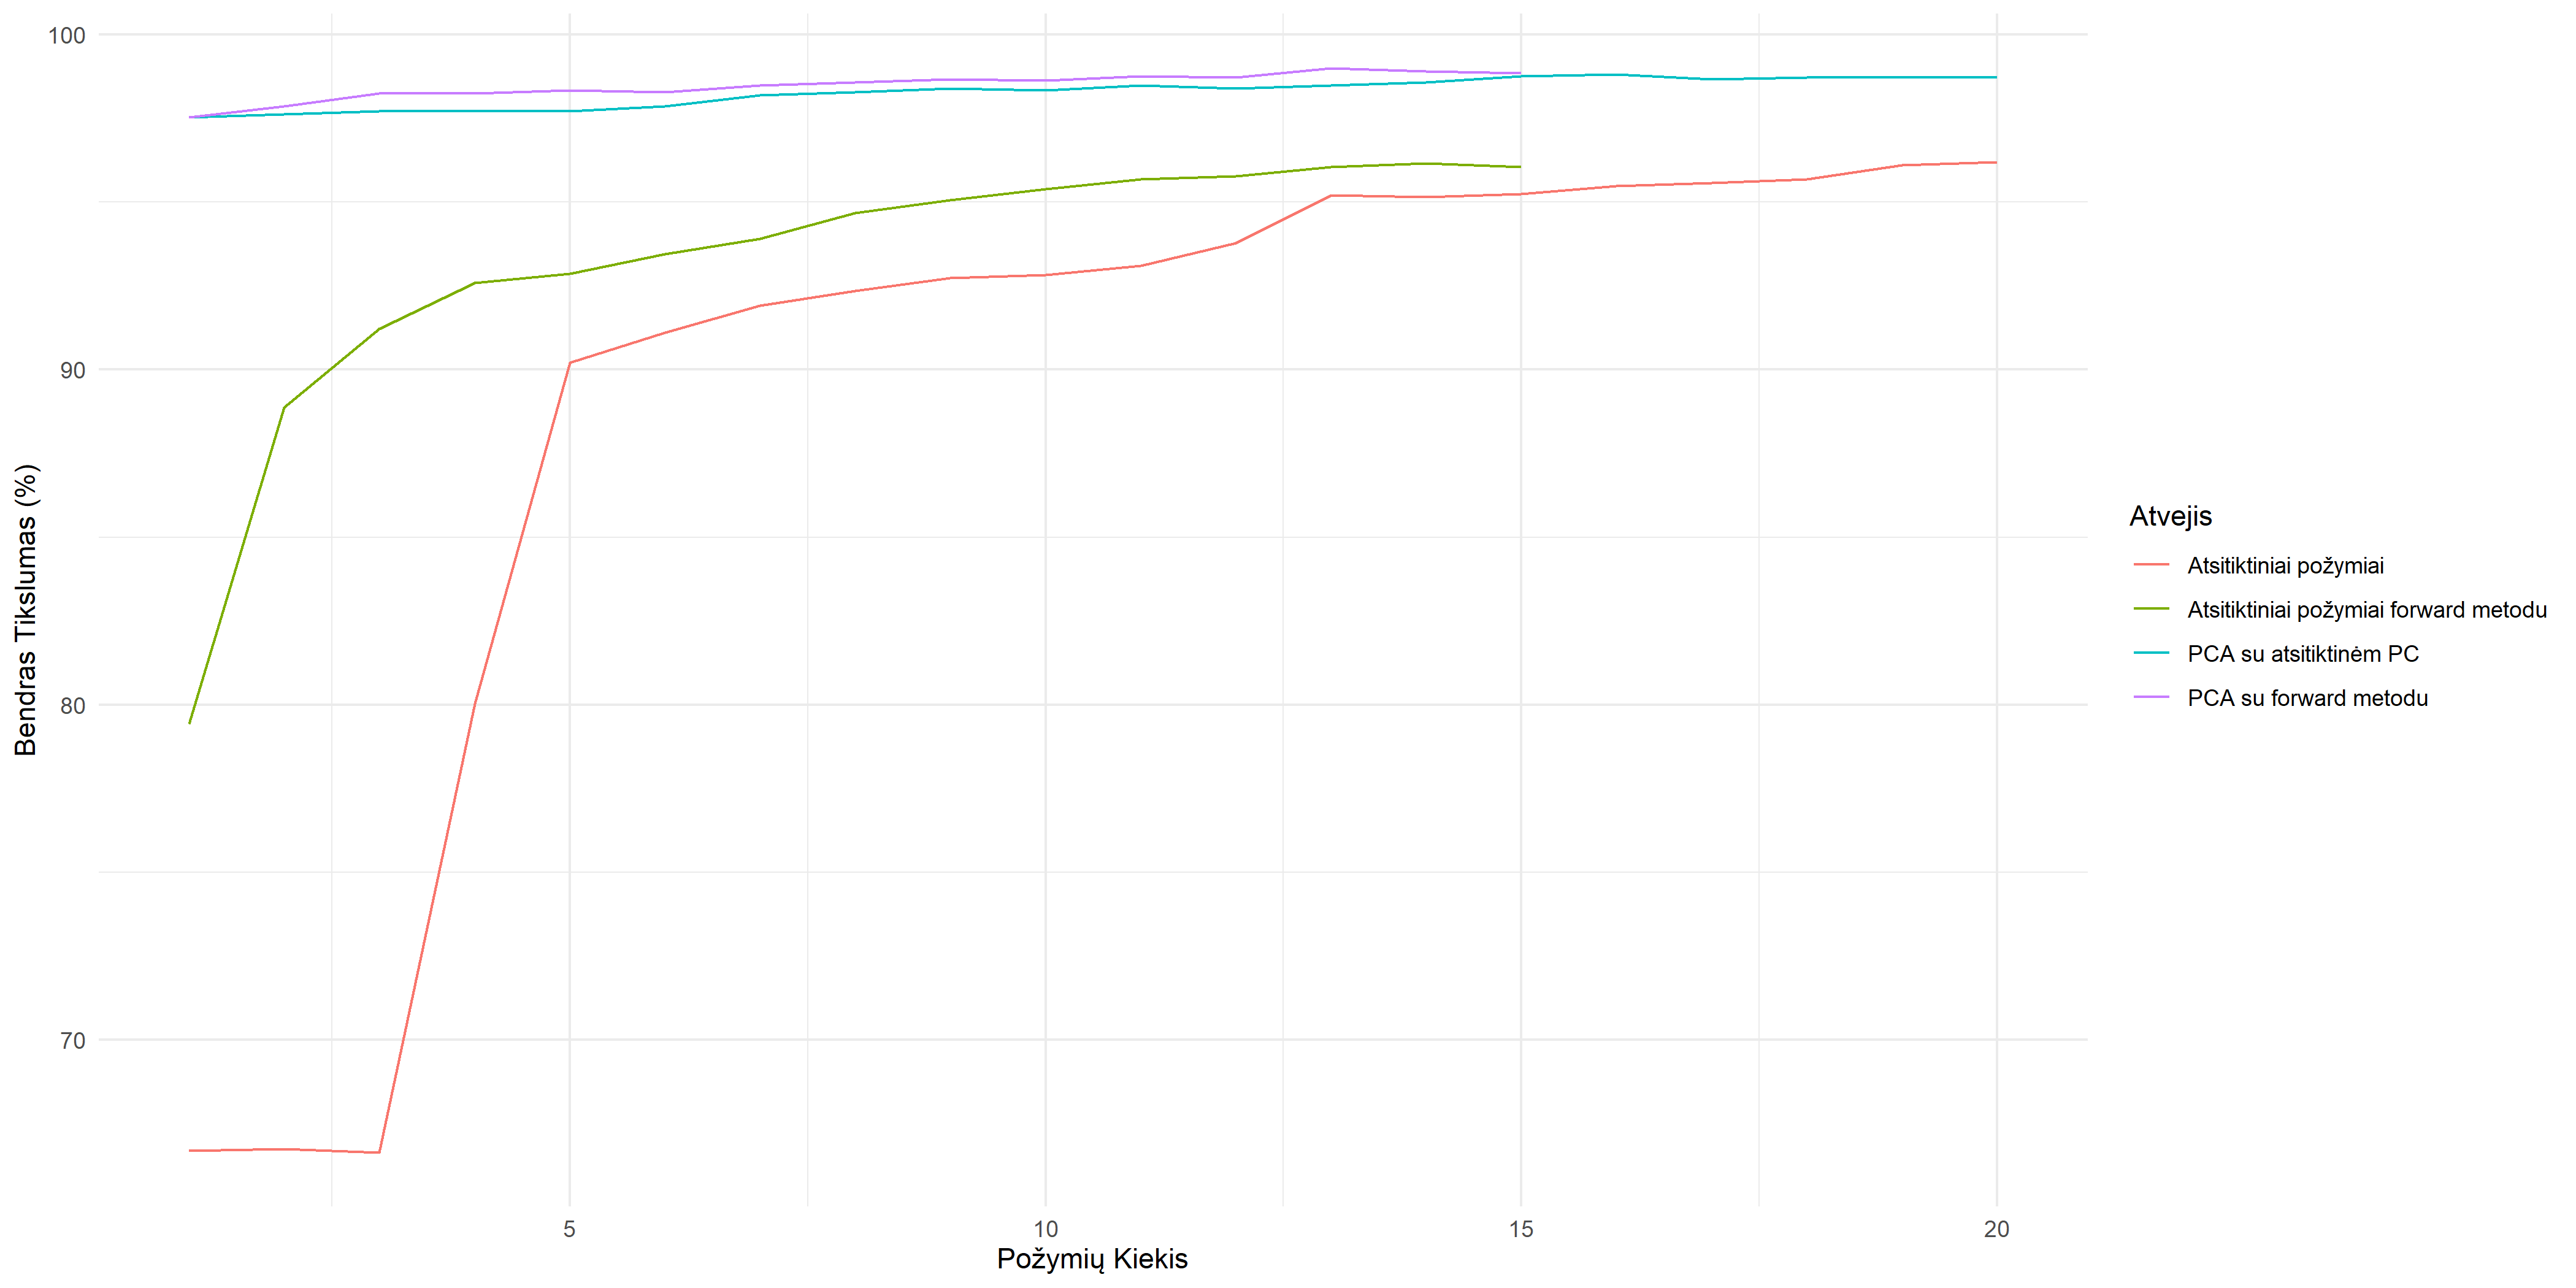 100
90
80
70
Bendras Tikslumas (%)
5
10
15
20
Požymių Kiekis
Atvejis
Atsitiktiniai požymiai
Atsitiktiniai požymiai forward metodu
PCA su atsitiktinėm PC
PCA su forward metodu